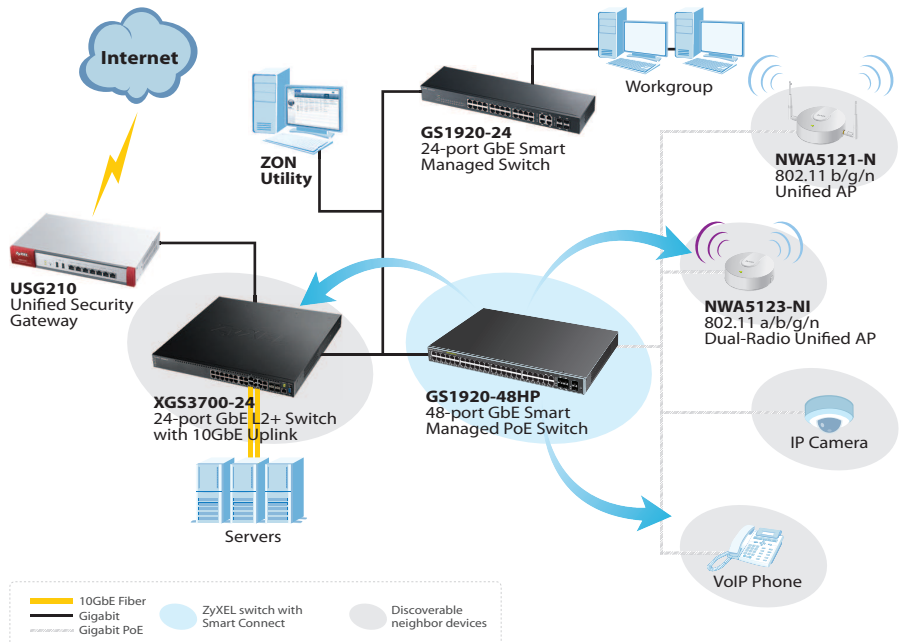 Internet
ZON
Utility
GS1920-24
24-port GbE Smart
Managed Switch
Workgroup
NWA5121-N
802.11 b/g/n
Unified AP
USG210
Unified Security
Gateway
NWA5123-NI
802.11 a/b/g/n
Dual-Radio Unified AP
ZyXEL
XGS3700-24
24-port GbE L2+ Switch
with 10GbE Uplink
GS1920-48HP
48-port GbE Smart
Managed PoE Switch
IP Camera
Servers
VoIP Phone
10GbE Fiber
Gigabit
Gigabit PoE
ZyXEL switch with
Smart Connect
Discoverable
neighbor devices